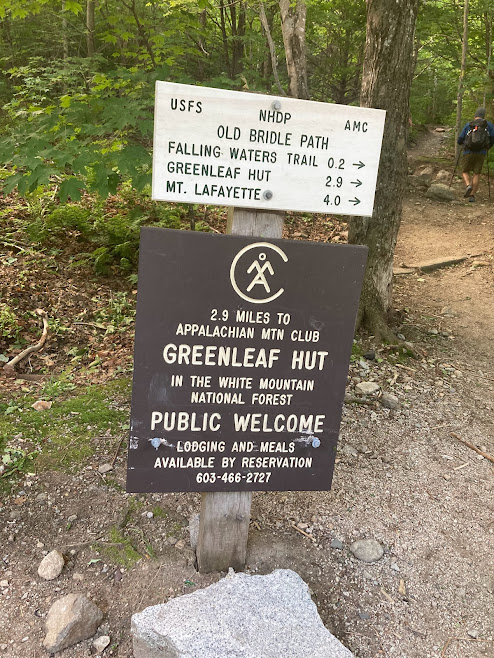 USFS NHDP AMC
OLD BRIDLE PATH
FALLING WATERS TRAIL 0.2 →
GREENLEAF HUT 2.9 →
MT. LAFAYETTE 4.0 →
2.9 MILES TO
APPALACHIAN MTN CLUB
GREENLEAF HUT
IN THE WHITE MOUNTAIN
NATIONAL FOREST
PUBLIC WELCOME
LODGING AND MEALS
AVAILABLE BY RESERVATION
603-466-2727